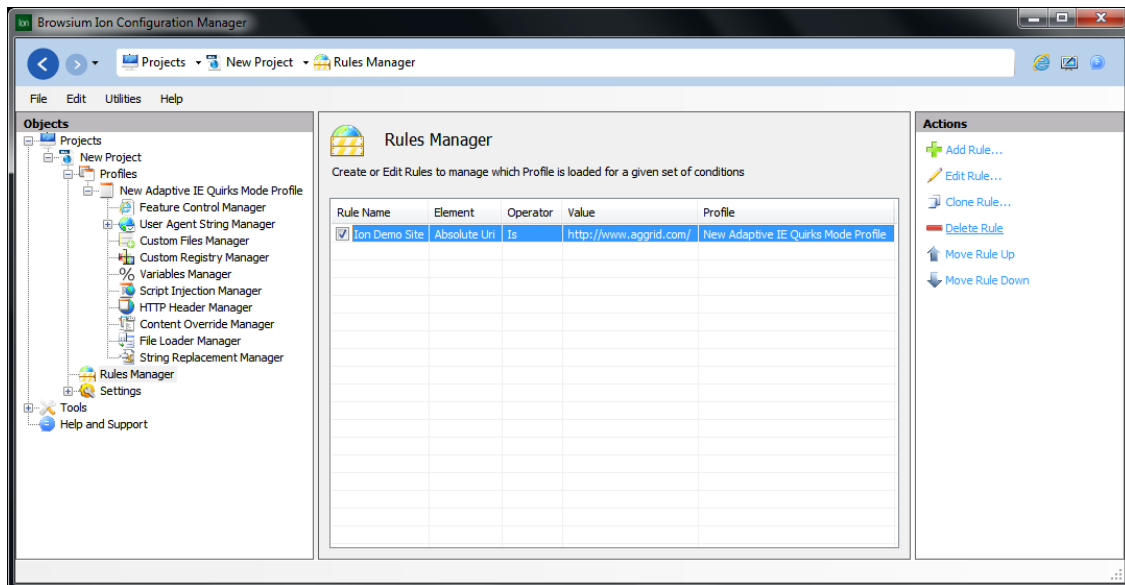 Ion Browsium Ion Configuration Manager
Projects New Project Rules Manager
File Edit Utilities Help
Objects
Projects
New Project
Profiles
New Adaptive IE Quirks Mode Profile
Feature Control Manager
User Agent String Manager
Custom Files Manager
Custom Registry Manager
Variables Manager
Script Injection Manager
HTTP Header Manager
Content Override Manager
File Loader Manager
String Replacement Manager
Rules Manager
Settings
Tools
Help and Support
Rules Manager
Create or Edit Rules to manage which Profile is loaded for a given set of conditions
Rule Name Element Operator Value Profile
Ion Demo Site Absolute Uri Is http://www.aggrid.com/ New Adaptive IE Quirks Mode Profile
Actions
Add Rule...
Edit Rule...
Clone Rule...
Delete Rule
Move Rule Up
Move Rule Down